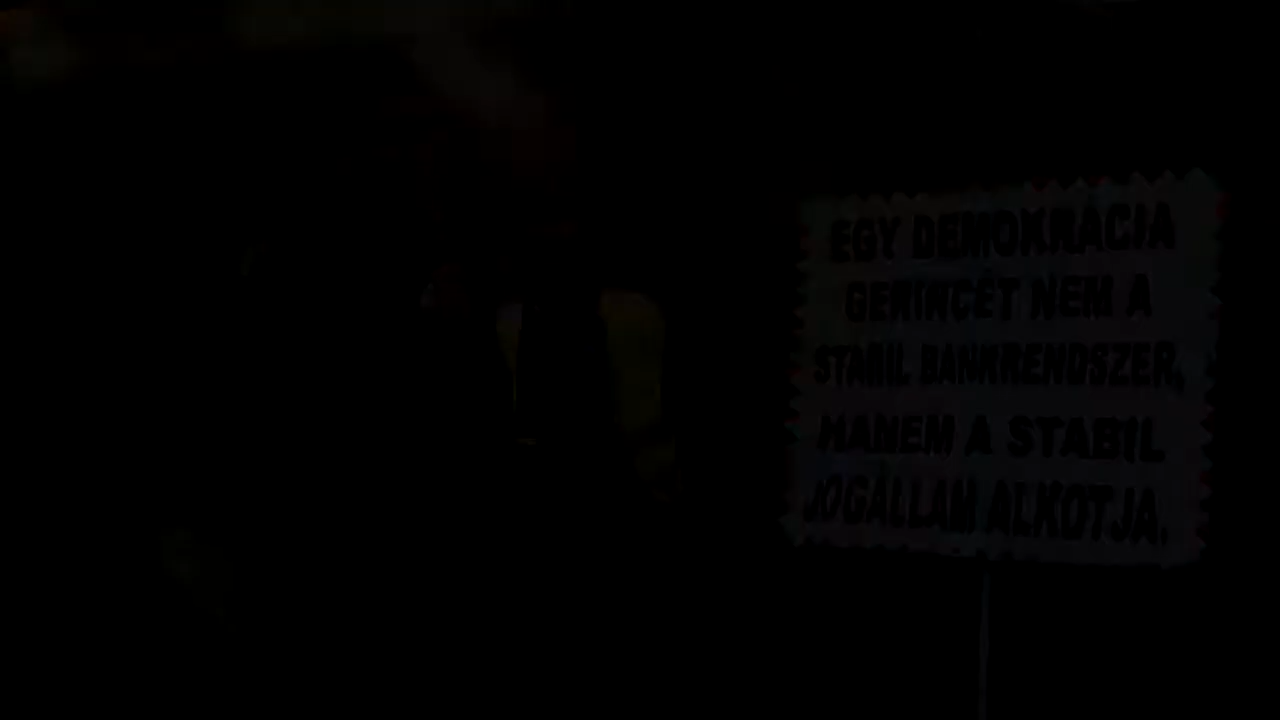 EGY DEMOKRÁCIA
GERINCÉT NEM A
STABIL BANKRENDSZER,
HANEM A STABIL
JOGÁLLAM ALKOTJA.